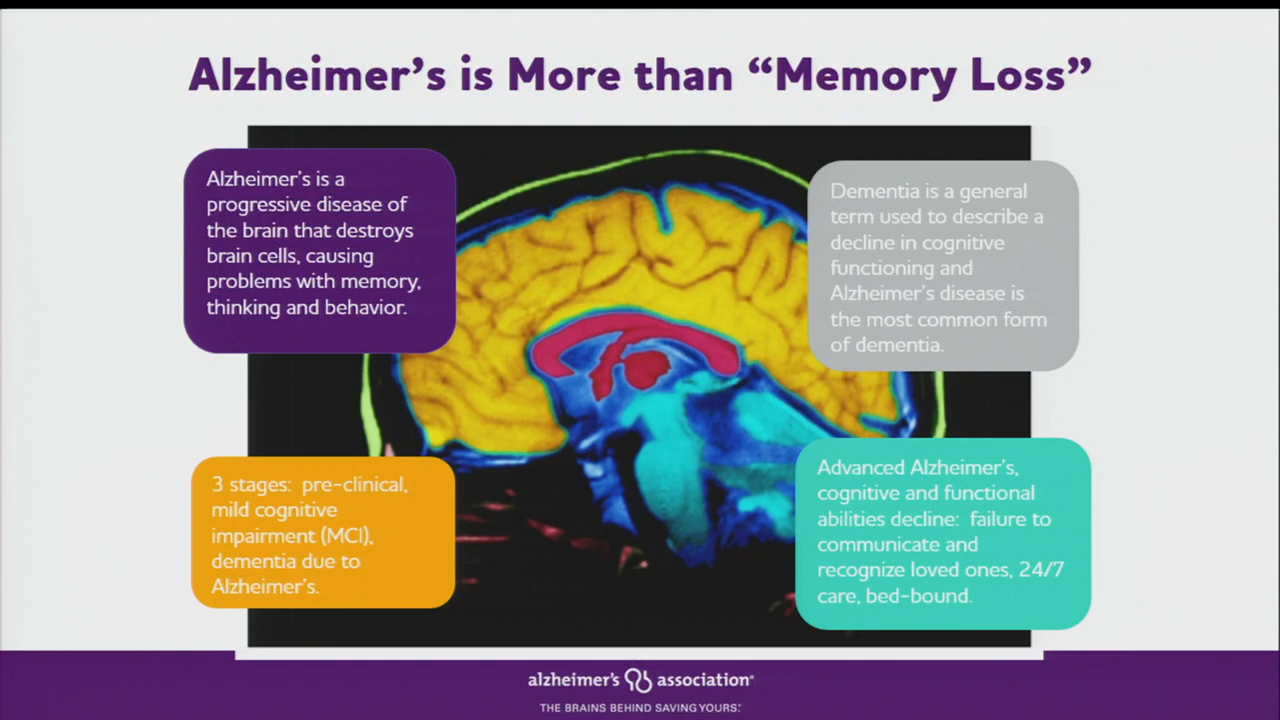 Alzheimer's is More than “Memory Loss”
Alzheimer's is a
progressive disease of
the brain that destroys
brain cells, causing
problems with memory,
thinking and behavior.
Dementia is a general
term used to describe a
decline in cognitive
functioning and
Alzheimer's disease is
the most common form
of dementia.
3 stages: pre-clinical,
mild cognitive
impairment (MCI),
dementia due to
Alzheimer's.
Advanced Alzheimer's,
cognitive and functional
abilities decline: failure to
communicate and
recognize loved ones, 24/7
care, bed-bound.
alzheimer's association®
THE BRAINS BEHIND SAVING YOURS.℠